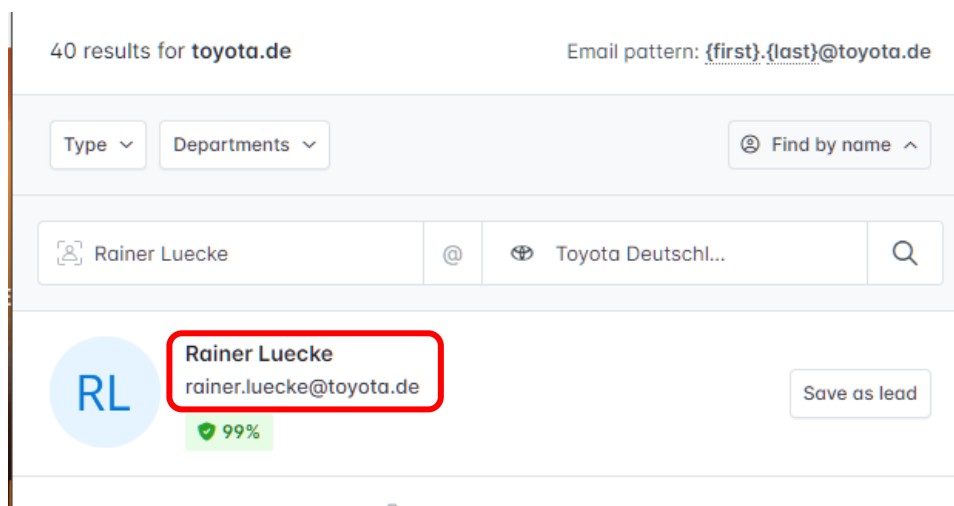 40 results for toyota.de
Email pattern: {first}.{last}@toyota.de
Type
Departments
Find by name
Rainer Luecke
@
Toyota Deutschl...
RL
Rainer Luecke
rainer.luecke@toyota.de
99%
Save as lead